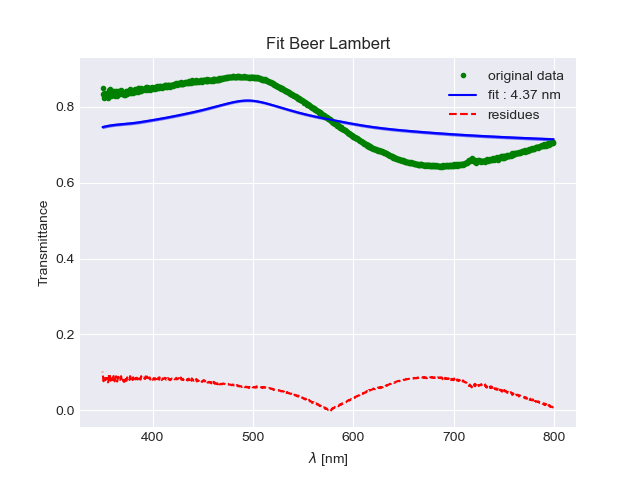 Fit Beer Lambert
original data
fit : 4.37 nm
residues
Transmittance
0.8
0.6
0.4
0.2
0.0
400
500
600
700
800
λ [nm]